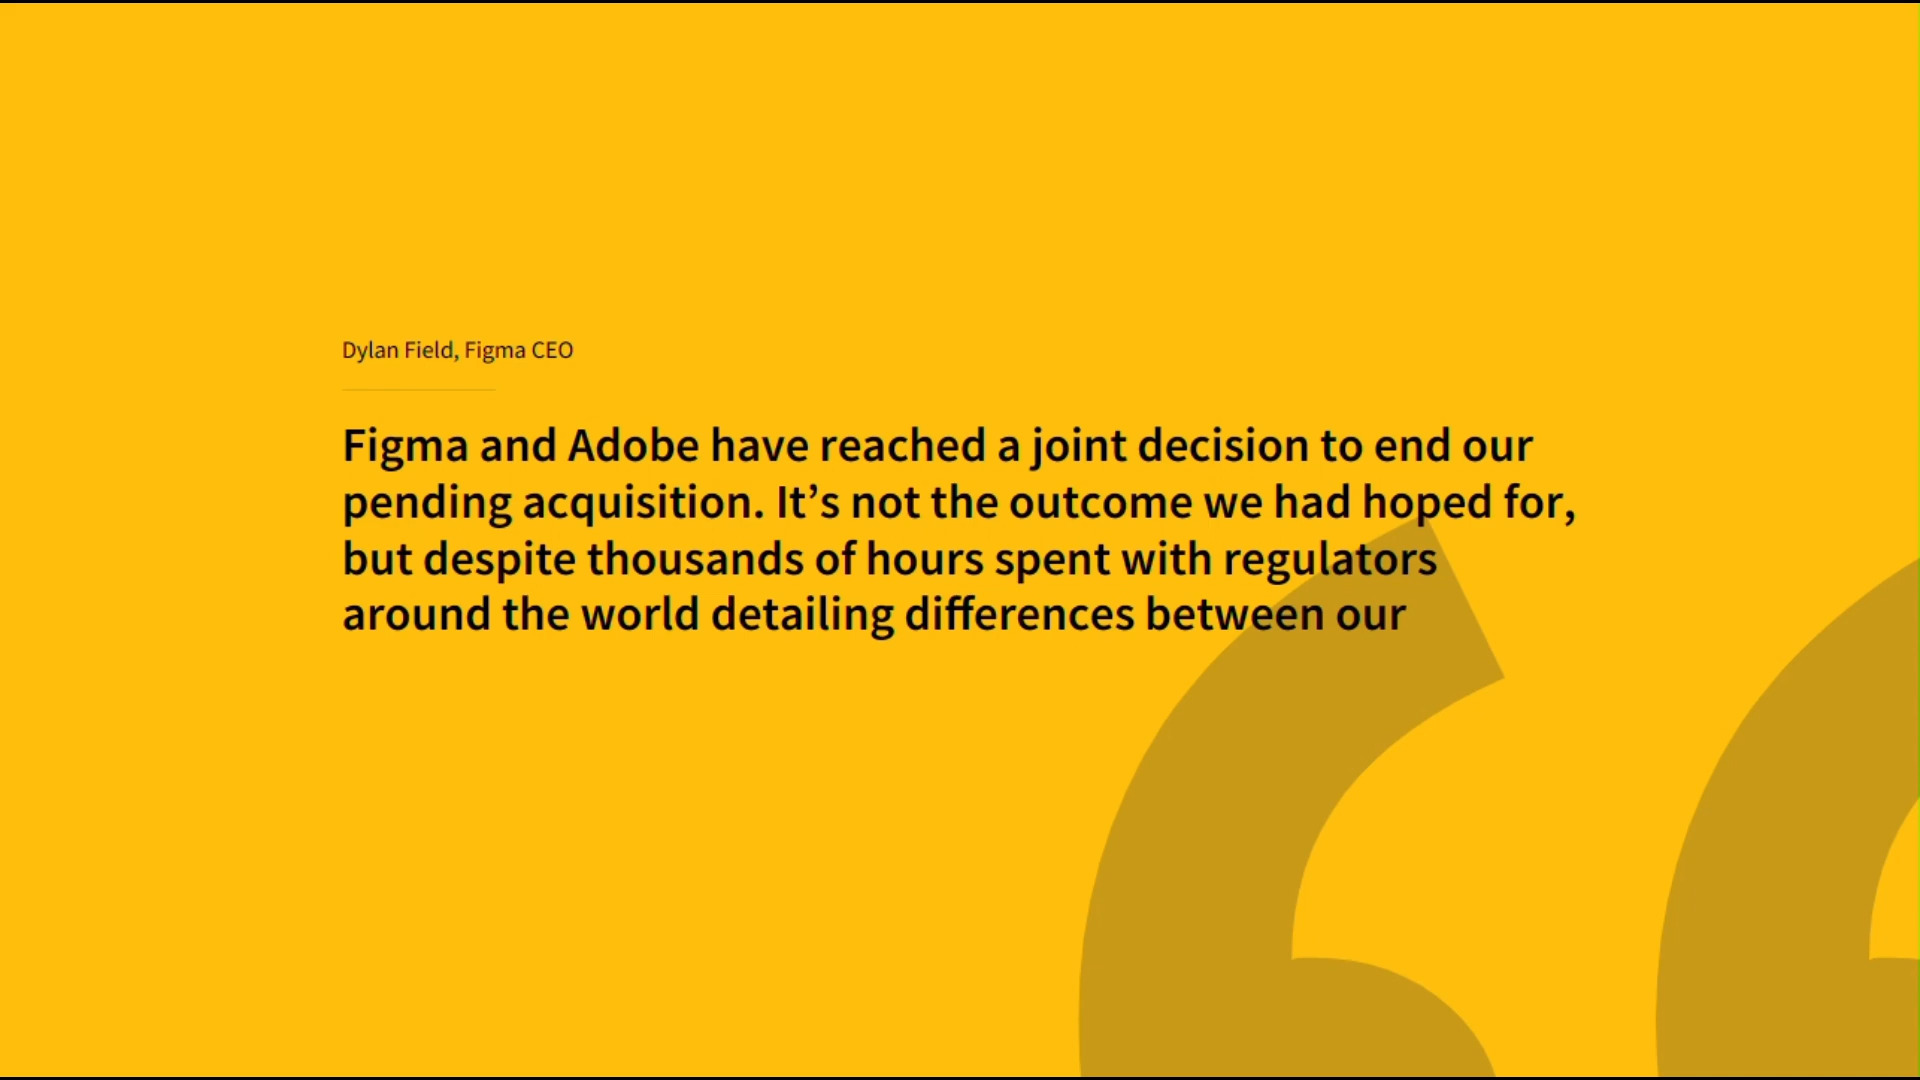 Dylan Field, Figma CEO
Figma and Adobe have reached a joint decision to end our
pending acquisition. It’s not the outcome we had hoped for,
but despite thousands of hours spent with regulators
around the world detailing differences between our